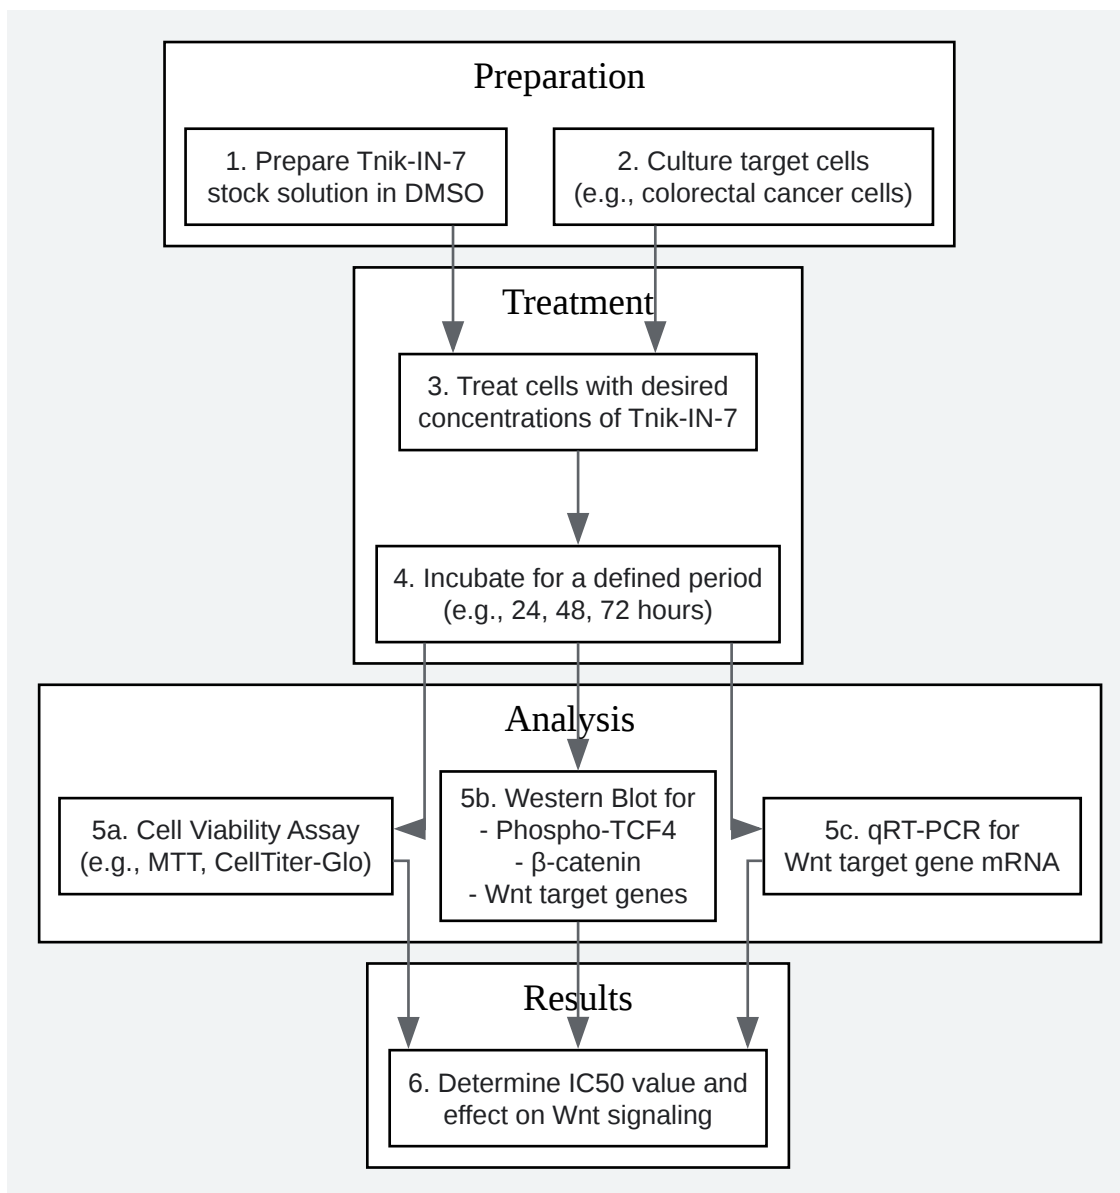 Preparation
1. Prepare Tnik-IN-7
stock solution in DMSO
2. Culture target cells
(e.g., colorectal cancer cells)
Treatment
3. Treat cells with desired
concentrations of Tnik-IN-7
4. Incubate for a defined period
(e.g., 24, 48, 72 hours)
Analysis
5a. Cell Viability Assay
(e.g., MTT, CellTiter-Glo)
5b. Western Blot for
- Phospho-TCF4
- β-catenin
- Wnt target genes
5c. qRT-PCR for
Wnt target gene mRNA
Results
6. Determine IC50 value and
effect on Wnt signaling